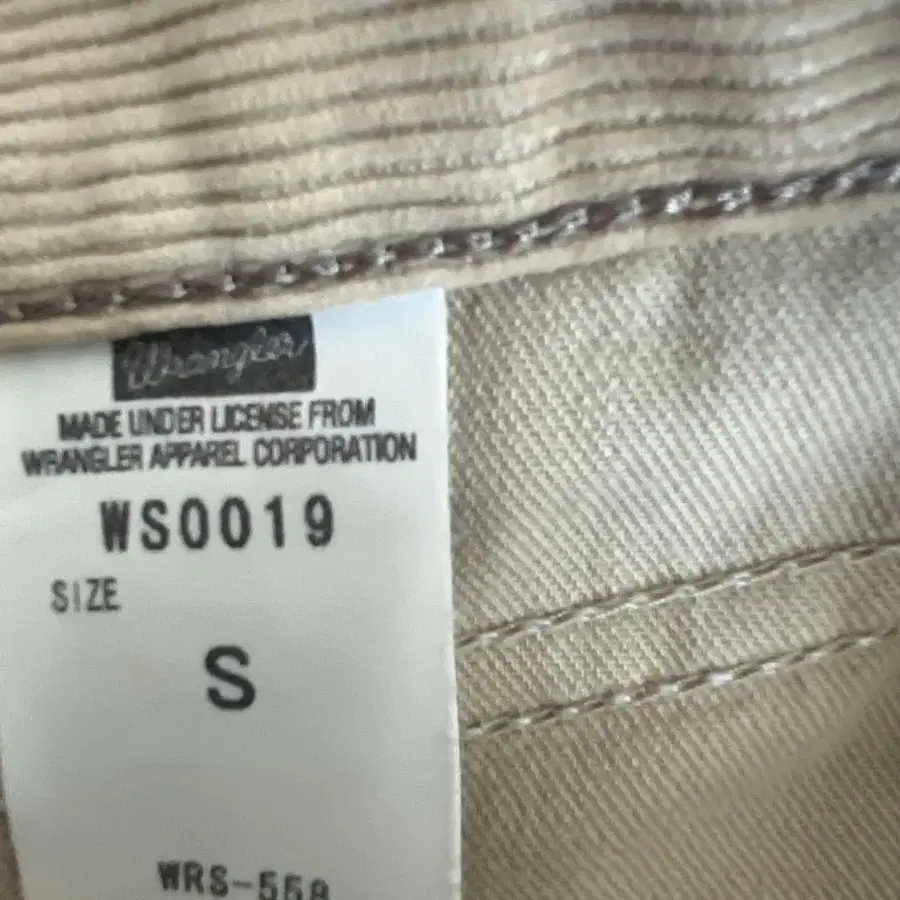 Wrangler
MADE UNDER LICENSE FROM
WRANGLER APPAREL CORPORATION
WS0019
SIZE
S